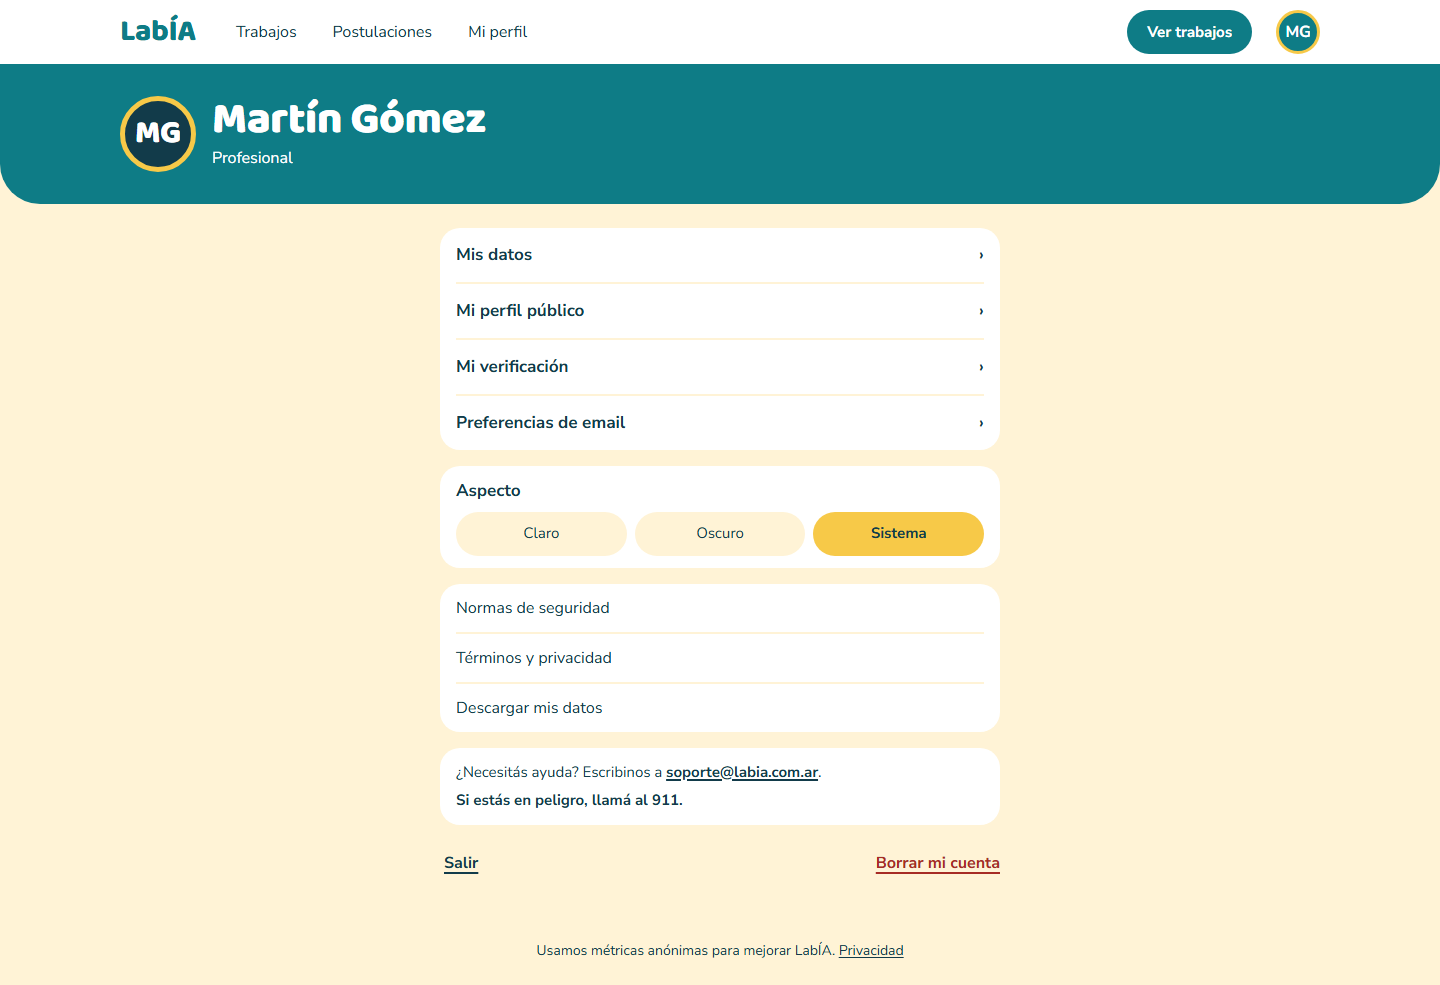 LabÍA Trabajos Postulaciones Mi perfil Ver trabajos MG
MG Martín Gómez
Profesional
Mis datos ›
Mi perfil público ›
Mi verificación ›
Preferencias de email ›
Aspecto
Claro Oscuro Sistema
Normas de seguridad
Términos y privacidad
Descargar mis datos
¿Necesitás ayuda? Escribinos a soporte@labia.com.ar.
Si estás en peligro, llamá al 911.
Salir Borrar mi cuenta
Usamos métricas anónimas para mejorar LabÍA. Privacidad